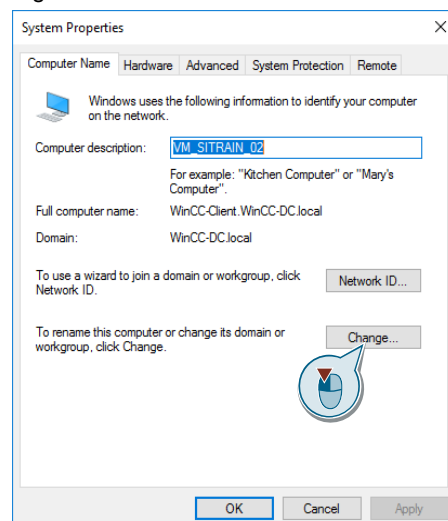 System Properties
Computer Name Hardware Advanced System Protection Remote
Windows uses the following information to identify your computer
on the network.
Computer description: VM_SITRAIN_02
For example: "Kitchen Computer" or "Mary's
Computer".
Full computer name: WinCC-Client.WinCC-DC.local
Domain: WinCC-DC.local
To use a wizard to join a domain or workgroup, click
Network ID.
Network ID...
To rename this computer or change its domain or
workgroup, click Change.
Change...
OK Cancel Apply